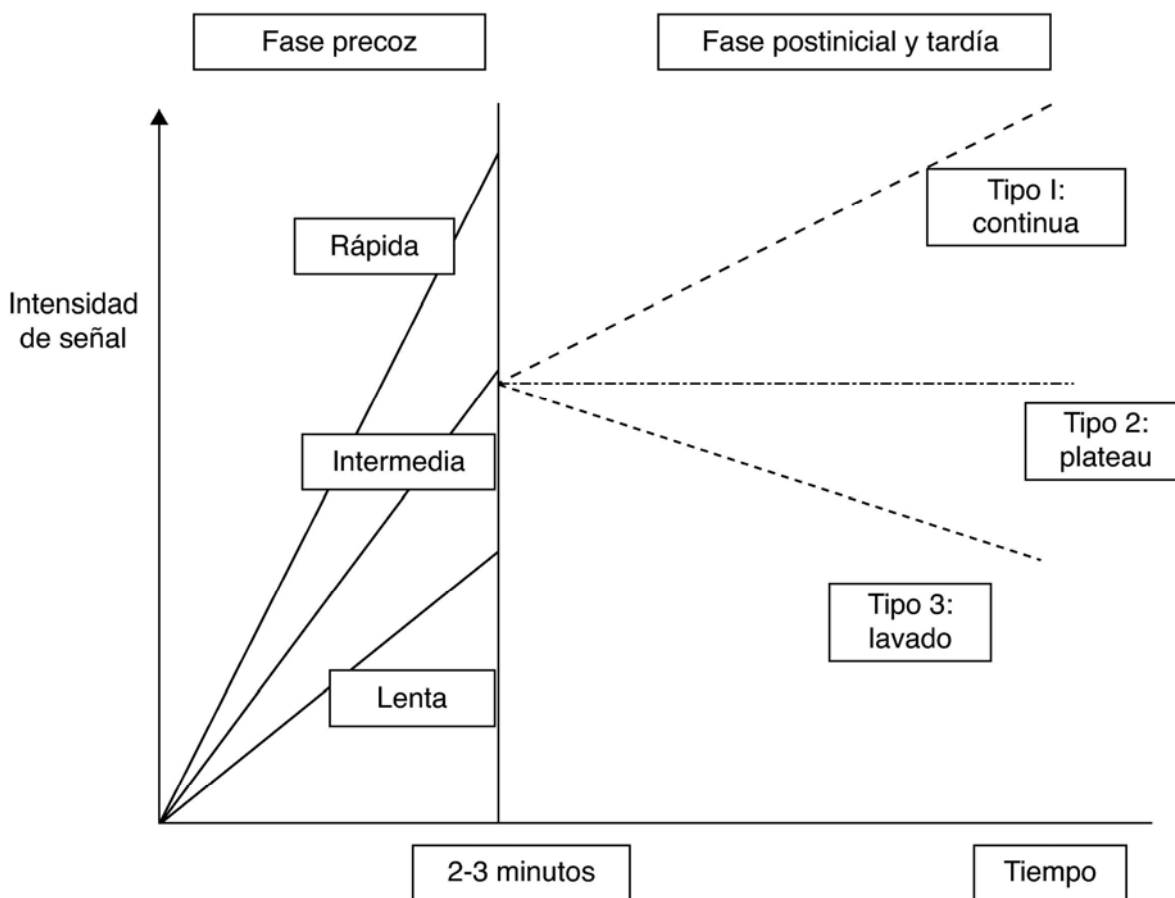 Fase precoz
Fase postinicial y tardía
Tipo I:
continua
Rápida
Intensidad
de señal
Tipo 2:
plateau
Intermedia
Tipo 3:
lavado
Lenta
2-3 minutos
Tiempo